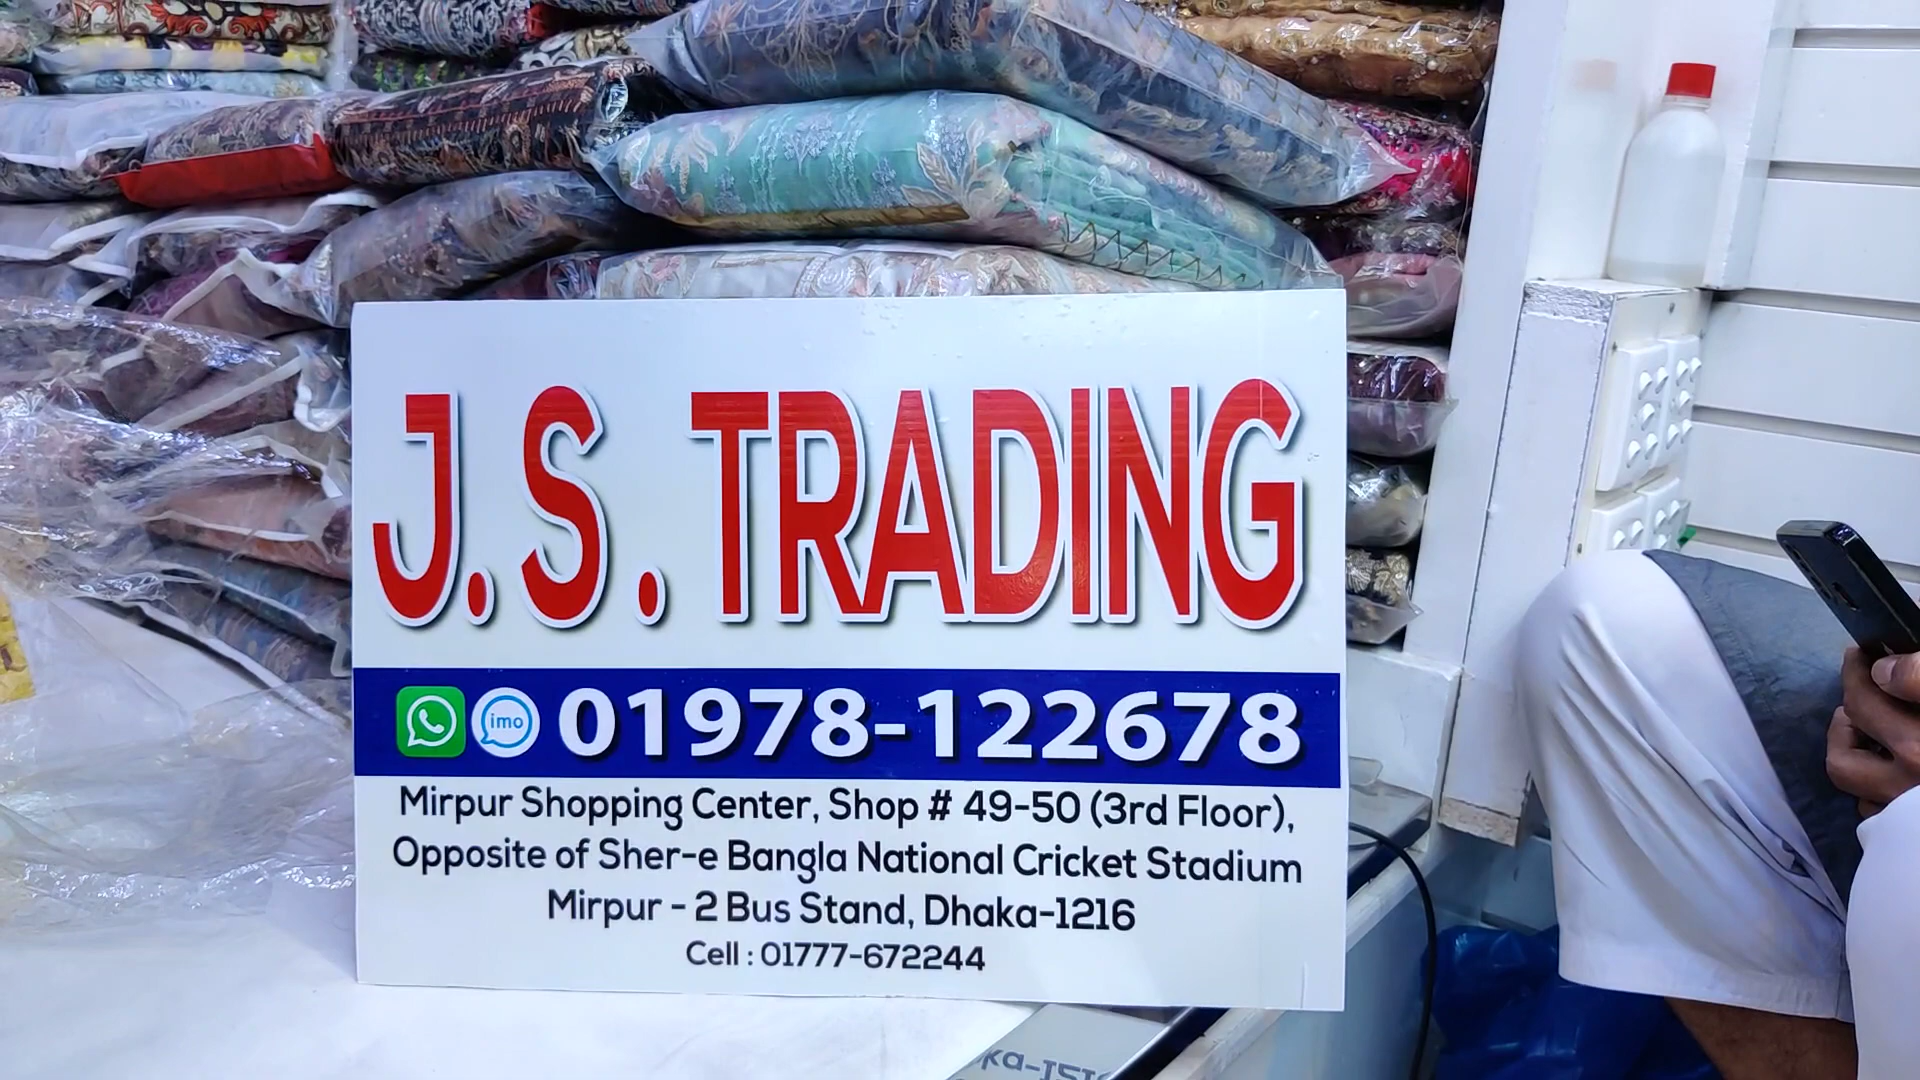 J. S. TRADING
imo 01978-122678
Mirpur Shopping Center, Shop # 49-50 (3rd Floor),
Opposite of Sher-e Bangla National Cricket Stadium
Mirpur - 2 Bus Stand, Dhaka-1216
Cell : 01777-672244